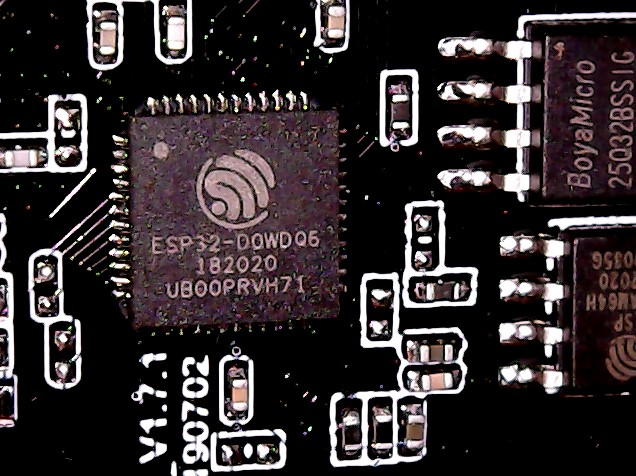 ESP32-D0WDQ6
182020
UB00PRVH7I
BoyaMicro
25Q32BSSIG
V1.7.1
190702